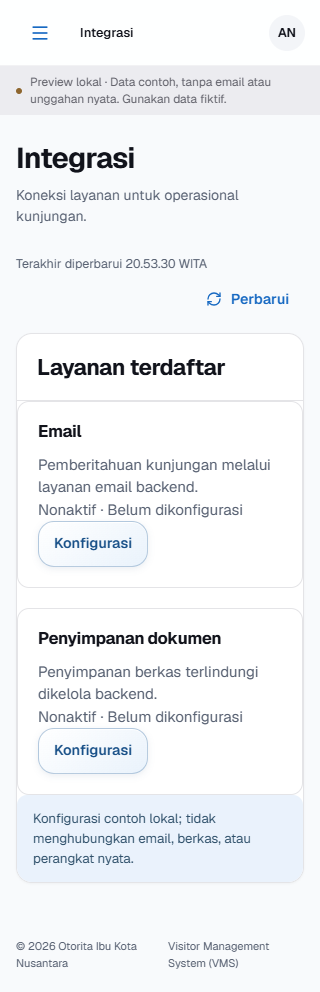 Integrasi
AN
Preview lokal · Data contoh, tanpa email atau
unggahan nyata. Gunakan data fiktif.
Integrasi
Koneksi layanan untuk operasional
kunjungan.
Terakhir diperbarui 20.53.30 WITA
Perbarui
Layanan terdaftar
Email
Pemberitahuan kunjungan melalui
layanan email backend.
Nonaktif · Belum dikonfigurasi
Konfigurasi
Penyimpanan dokumen
Penyimpanan berkas terlindungi
dikelola backend.
Nonaktif · Belum dikonfigurasi
Konfigurasi
Konfigurasi contoh lokal; tidak
menghubungkan email, berkas, atau
perangkat nyata.
© 2026 Otorita Ibu Kota
Nusantara
Visitor Management
System (VMS)